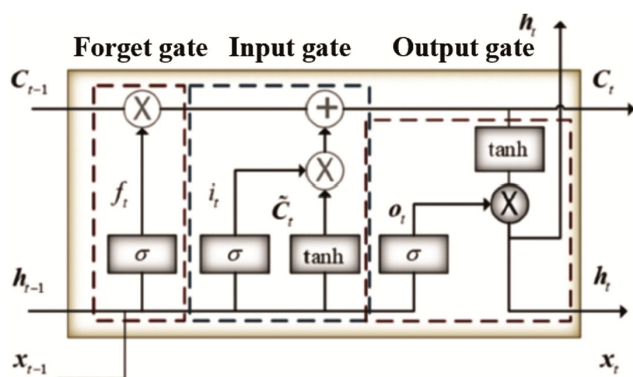 h_t
Forget gate Input gate Output gate
C_{t-1} C_t
X + tanh
f_t i_t X C̃_t o_t X
σ σ tanh σ
h_{t-1} h_t
x_{t-1} x_t